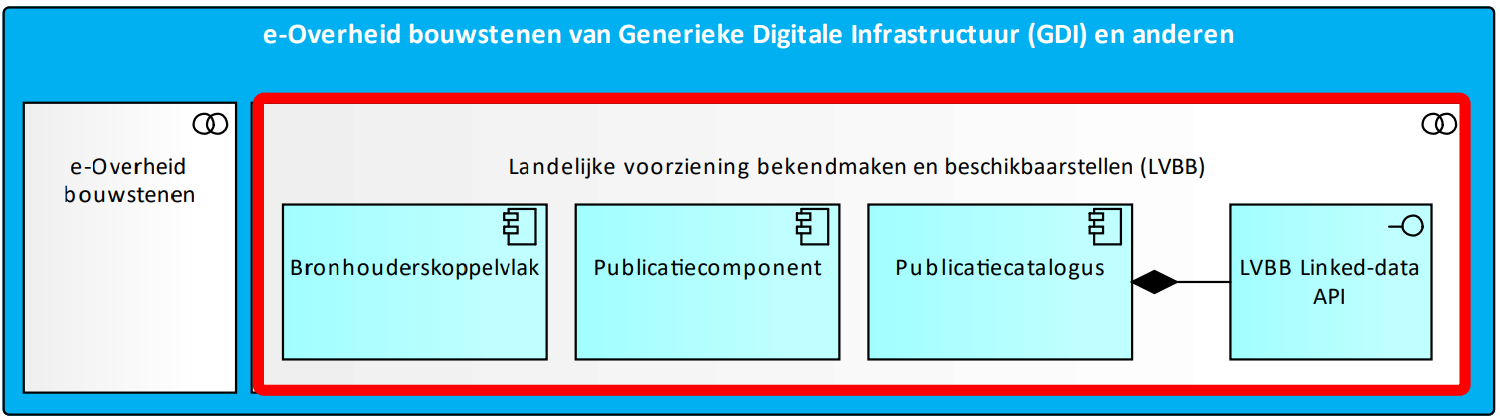 e-Overheid bouwstenen van Generieke Digitale Infrastructuur (GDI) en anderen
e-Overheid
bouwstenen
Landelijke voorziening bekendmaken en beschikbaarstellen (LVBB)
Bronhouderskoppelvlak
Publicatiecomponent
Publicatiecatalogus
LVBB Linked-data
API